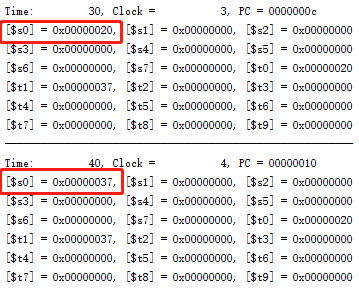 Time: 30, Clock = 3, PC = 0000000c
[$s0] = 0x00000020, [$s1] = 0x00000000, [$s2] = 0x00000000
[$s3] = 0x00000000, [$s4] = 0x00000000, [$s5] = 0x00000000
[$s6] = 0x00000000, [$s7] = 0x00000000, [$t0] = 0x00000020
[$t1] = 0x00000037, [$t2] = 0x00000000, [$t3] = 0x00000000
[$t4] = 0x00000000, [$t5] = 0x00000000, [$t6] = 0x00000000
[$t7] = 0x00000000, [$t8] = 0x00000000, [$t9] = 0x00000000
Time: 40, Clock = 4, PC = 00000010
[$s0] = 0x00000037, [$s1] = 0x00000000, [$s2] = 0x00000000
[$s3] = 0x00000000, [$s4] = 0x00000000, [$s5] = 0x00000000
[$s6] = 0x00000000, [$s7] = 0x00000000, [$t0] = 0x00000020
[$t1] = 0x00000037, [$t2] = 0x00000000, [$t3] = 0x00000000
[$t4] = 0x00000000, [$t5] = 0x00000000, [$t6] = 0x00000000
[$t7] = 0x00000000, [$t8] = 0x00000000, [$t9] = 0x00000000